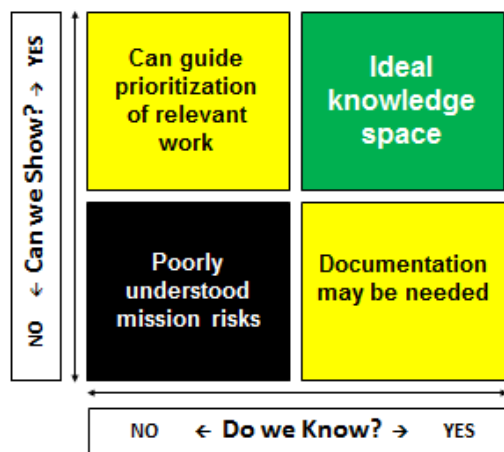 NO ← Can we Show? → YES
Can guide
prioritization
of relevant
work
Ideal
knowledge
space
Poorly
understood
mission risks
Documentation
may be needed
NO ← Do we Know? → YES